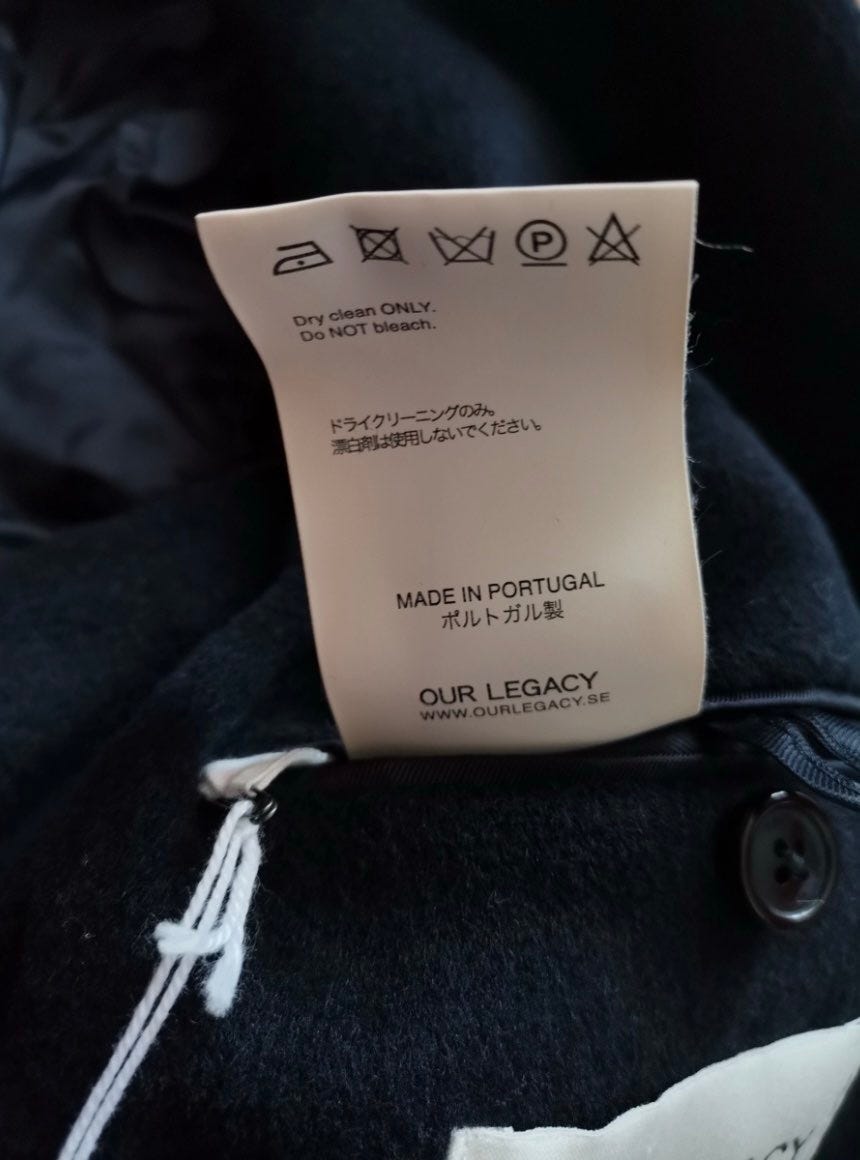 P
Dry clean ONLY.
Do NOT bleach.
ドライクリーニングのみ。
漂白剤は使用しないでください。
MADE IN PORTUGAL
ポルトガル製
OUR LEGACY
WWW.OURLEGACY.SE